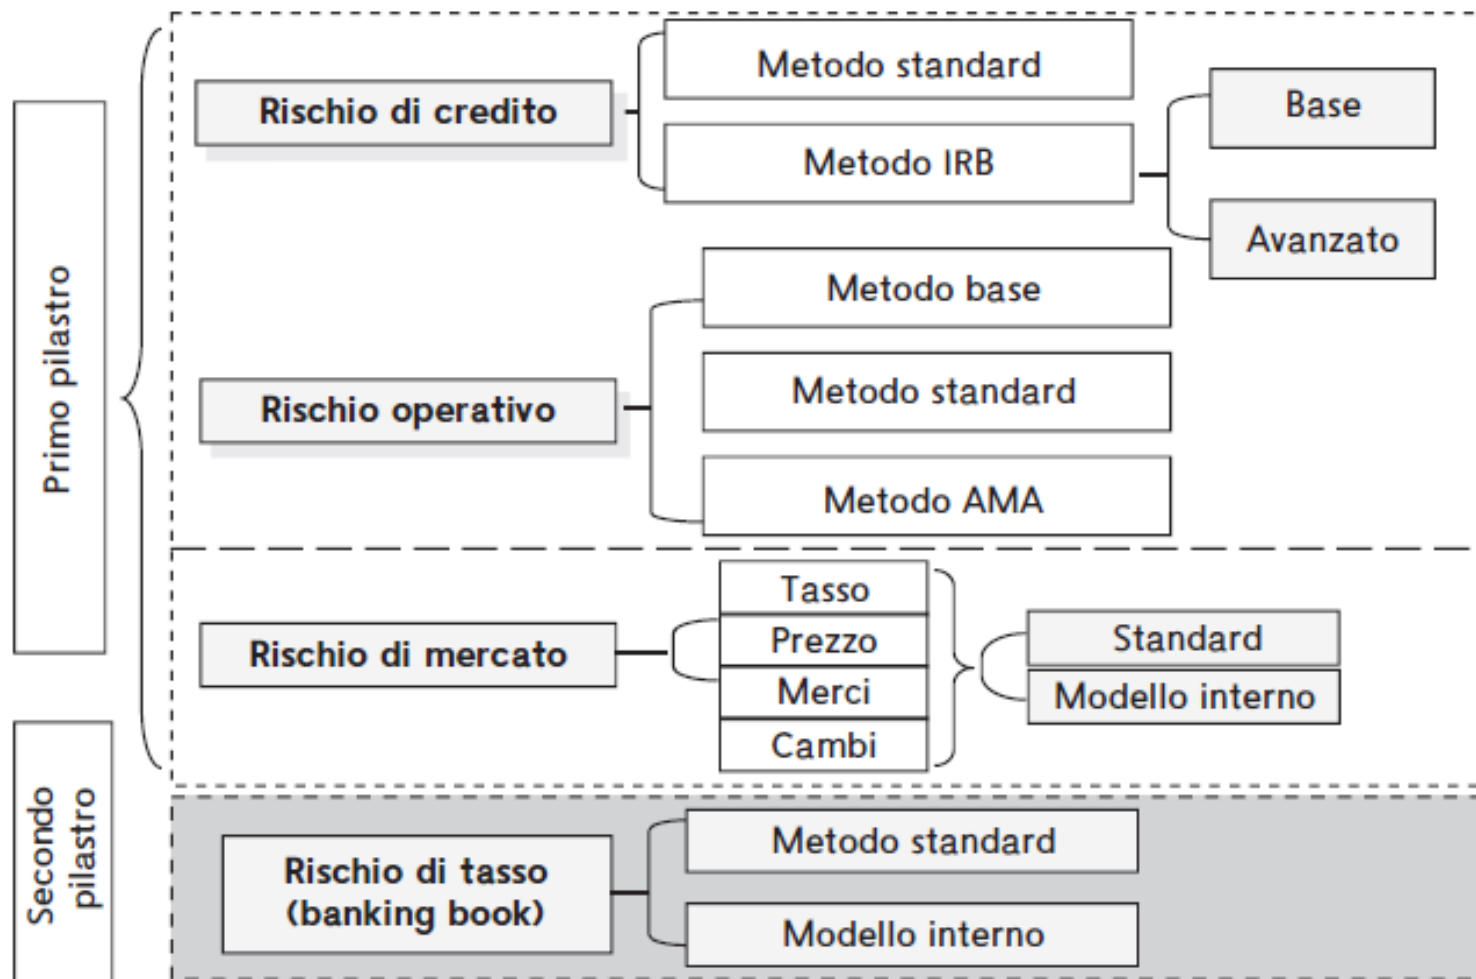 Primo pilastro
Rischio di credito
Metodo standard
Metodo IRB
Base
Avanzato
Rischio operativo
Metodo base
Metodo standard
Metodo AMA
Rischio di mercato
Tasso
Prezzo
Merci
Cambi
Standard
Modello interno
Secondo
pilastro
Rischio di tasso
(banking book)
Metodo standard
Modello interno